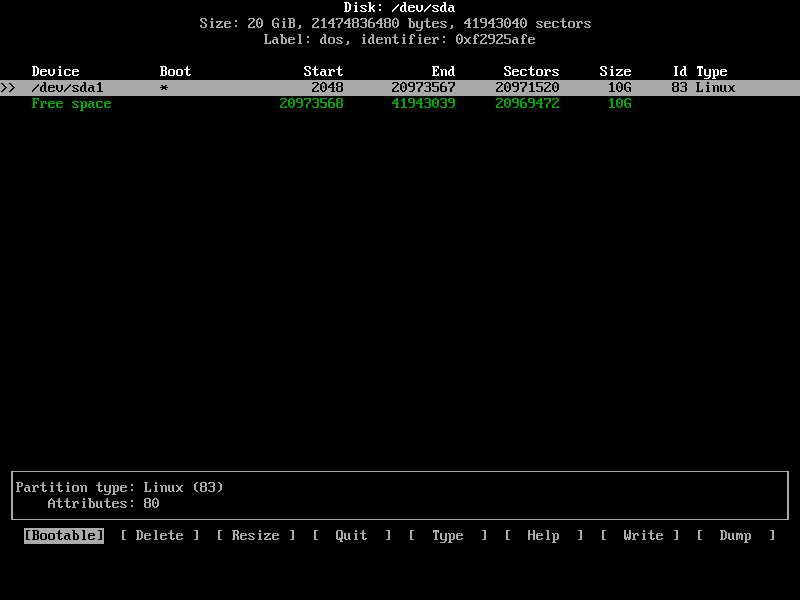 Disk: /dev/sda
Size: 20 GiB, 21474836480 bytes, 41943040 sectors
Label: dos, identifier: 0xf2925afe
Device Boot Start End Sectors Size Id Type
>> /dev/sda1 * 2048 20973567 20971520 10G 83 Linux
Free space 20973568 41943039 20969472 10G
Partition type: Linux (83)
Attributes: 80
[Bootable] [ Delete ] [ Resize ] [ Quit ] [ Type ] [ Help ] [ Write ] [ Dump ]